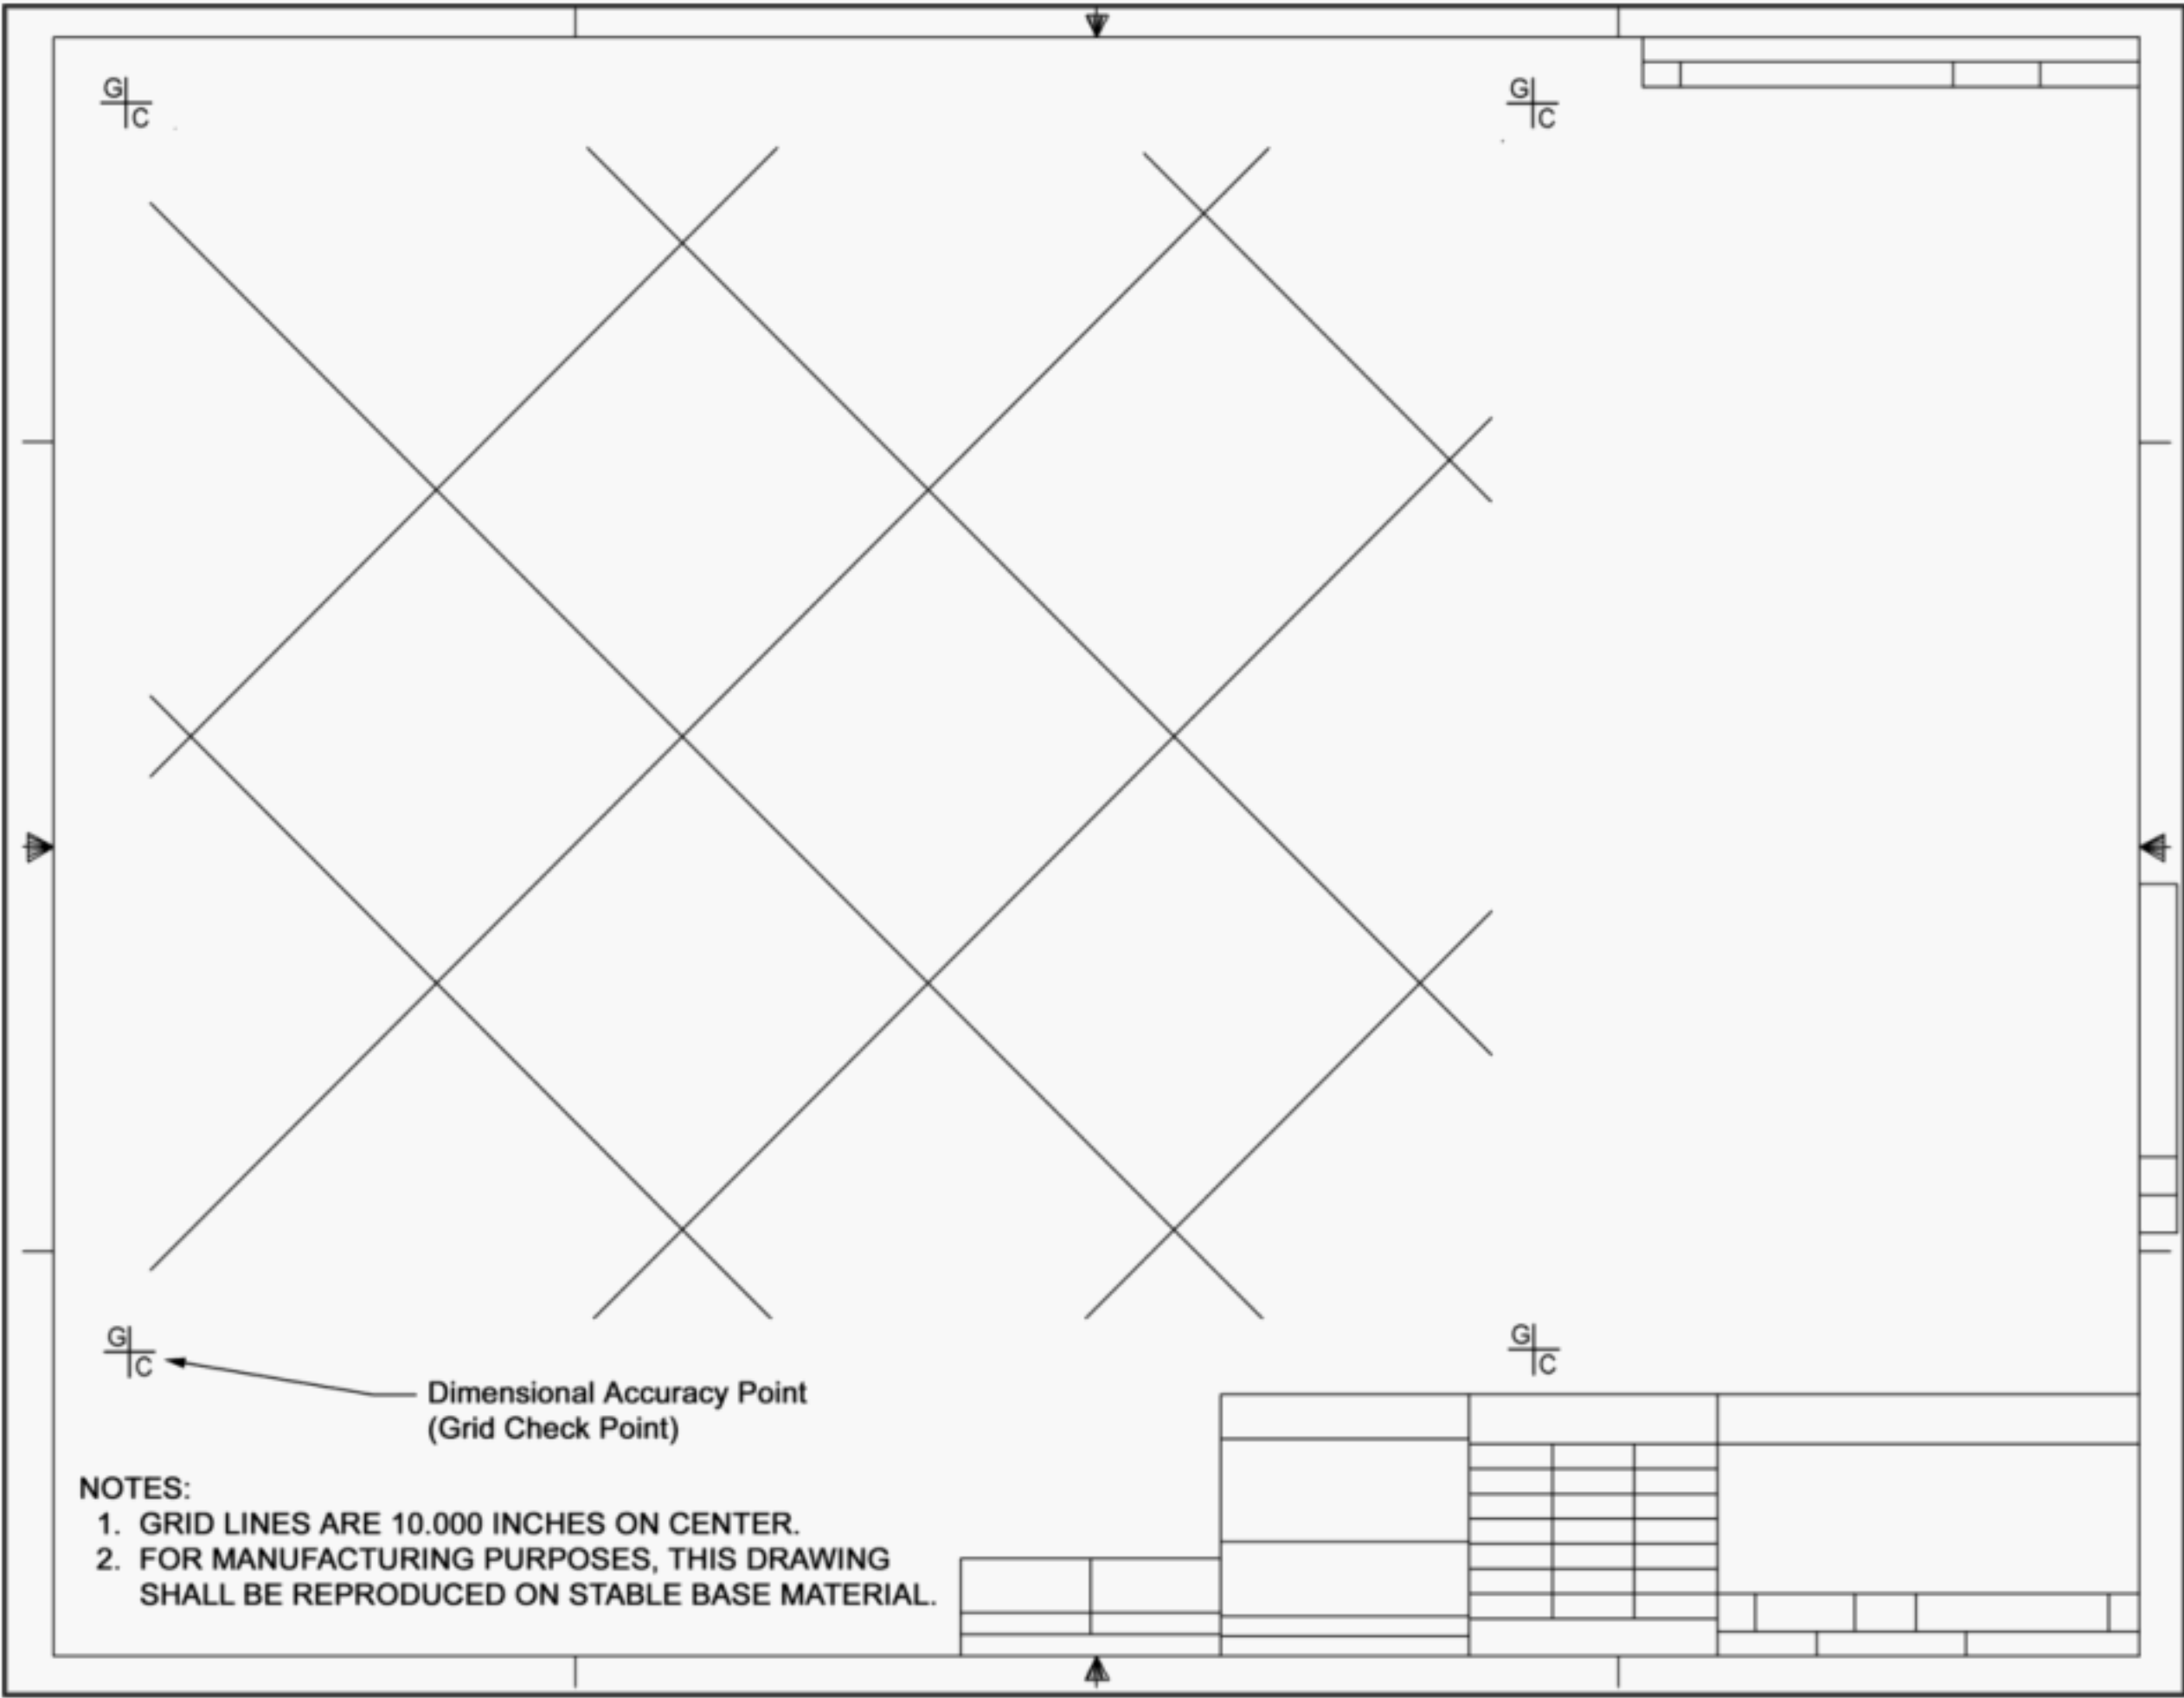 G
C
G
C
G
C
G
C
Dimensional Accuracy Point
(Grid Check Point)
NOTES:
1. GRID LINES ARE 10.000 INCHES ON CENTER.
2. FOR MANUFACTURING PURPOSES, THIS DRAWING
SHALL BE REPRODUCED ON STABLE BASE MATERIAL.